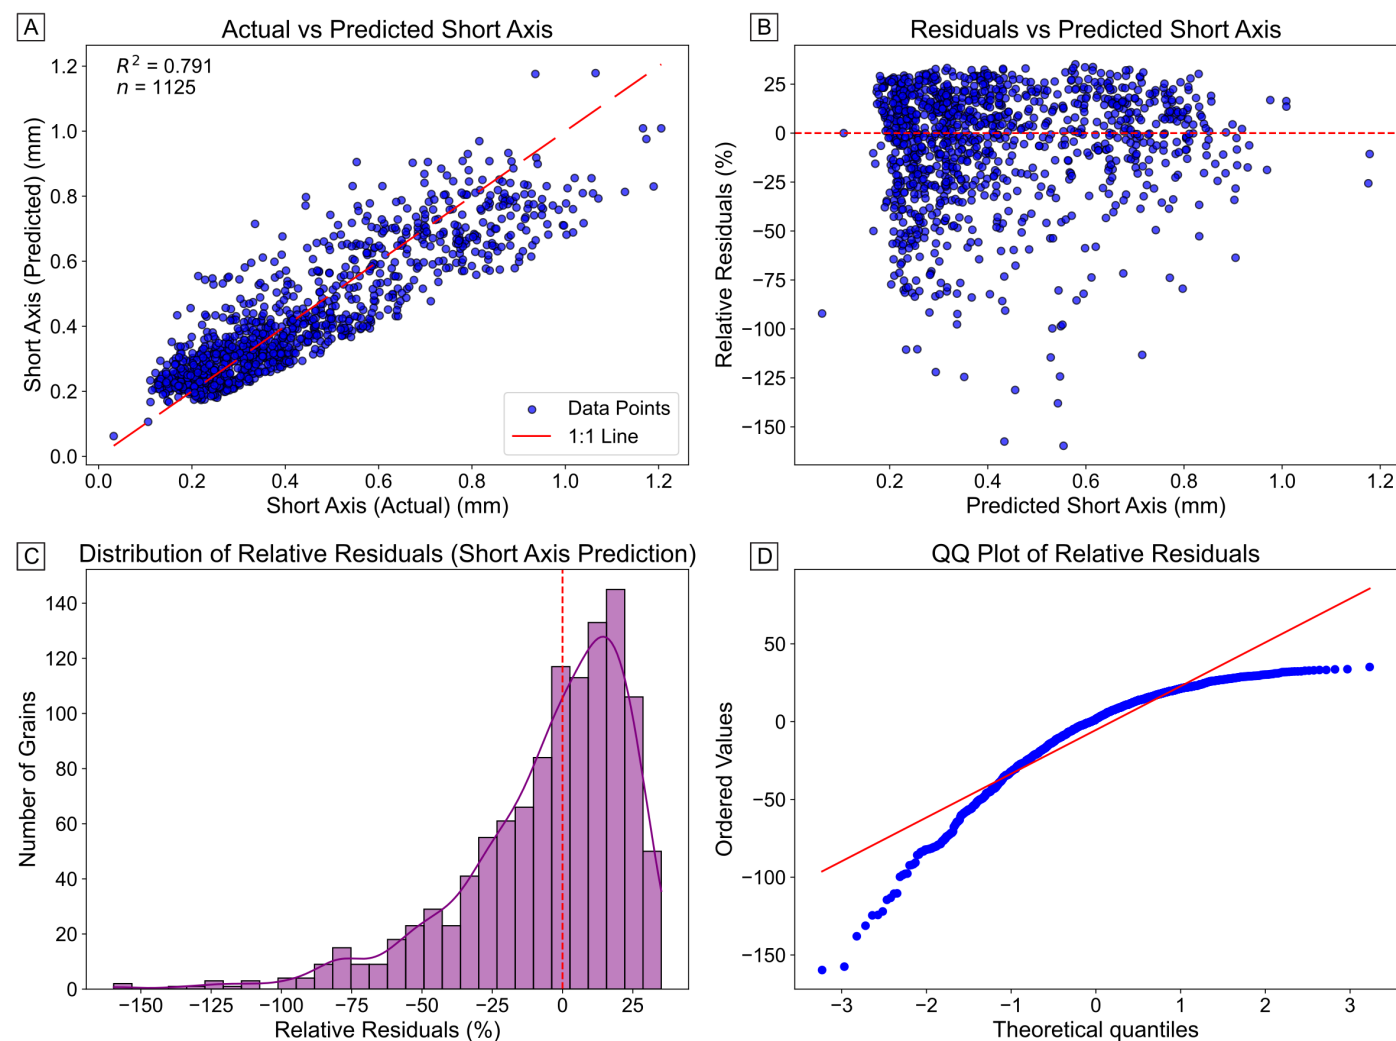 A
Actual vs Predicted Short Axis
R² = 0.791
n = 1125
Short Axis (Predicted) (mm)
1.2
1.0
0.8
0.6
0.4
0.2
0.0
Data Points
1:1 Line
0.0 0.2 0.4 0.6 0.8 1.0 1.2
Short Axis (Actual) (mm)
B
Residuals vs Predicted Short Axis
Relative Residuals (%)
25
0
−25
−50
−75
−100
−125
−150
0.2 0.4 0.6 0.8 1.0 1.2
Predicted Short Axis (mm)
C
Distribution of Relative Residuals (Short Axis Prediction)
Number of Grains
140
120
100
80
60
40
20
0
−150 −125 −100 −75 −50 −25 0 25
Relative Residuals (%)
D
QQ Plot of Relative Residuals
Ordered Values
50
0
−50
−100
−150
−3 −2 −1 0 1 2 3
Theoretical quantiles